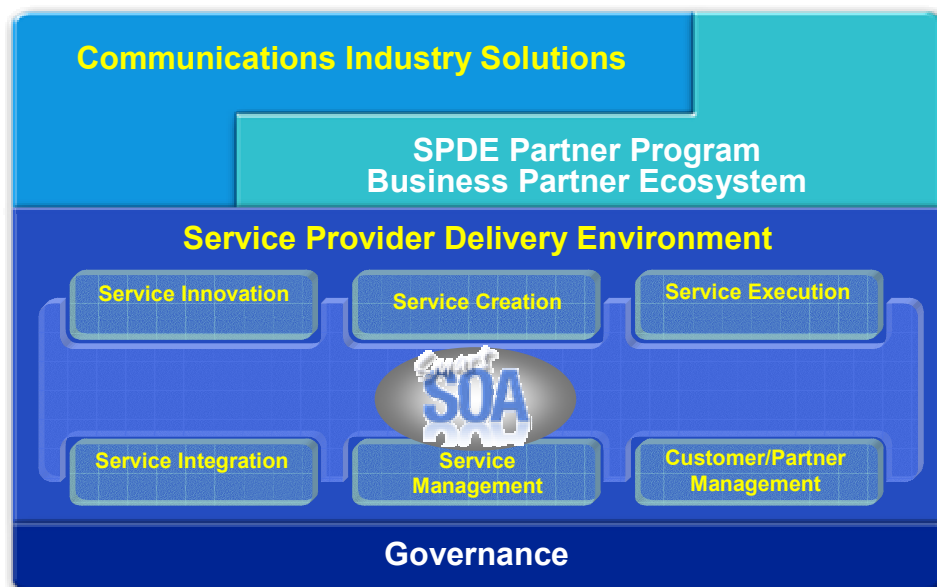 Communications Industry Solutions
SPDE Partner Program
Business Partner Ecosystem
Service Provider Delivery Environment
Service Innovation
Service Creation
Service Execution
Smart
SOA
Service Integration
Service
Management
Customer/Partner
Management
Governance